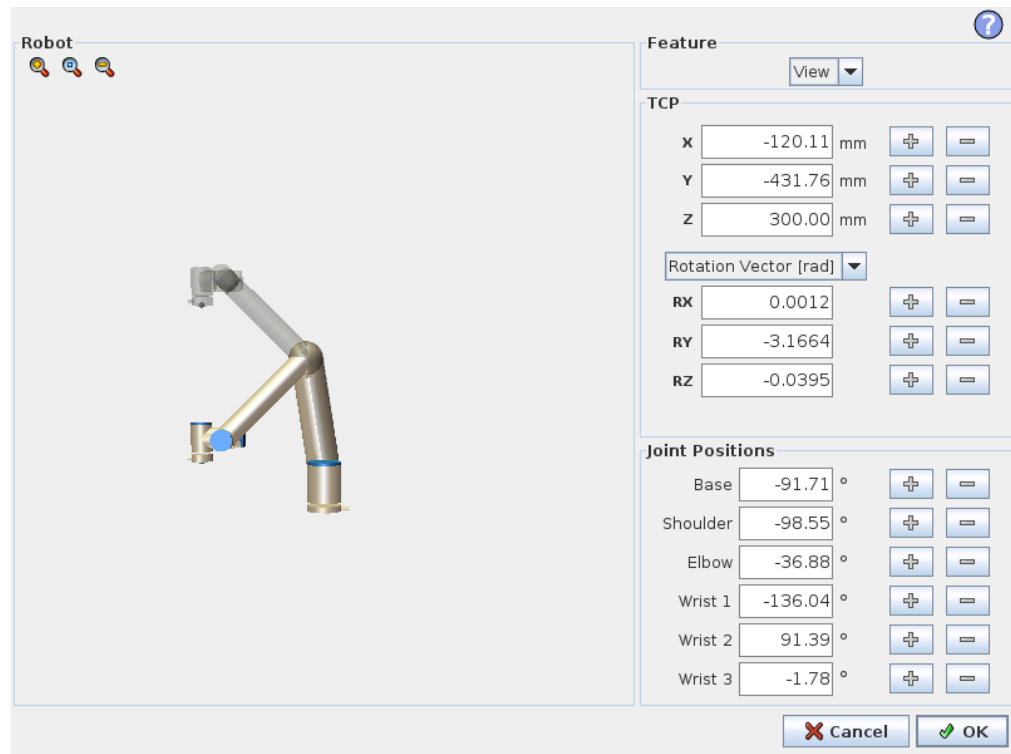 Robot
Feature
View
TCP
X -120.11 mm
Y -431.76 mm
Z 300.00 mm
Rotation Vector [rad]
RX 0.0012
RY -3.1664
RZ -0.0395
Joint Positions
Base -91.71 °
Shoulder -98.55 °
Elbow -36.88 °
Wrist 1 -136.04 °
Wrist 2 91.39 °
Wrist 3 -1.78 °
Cancel OK